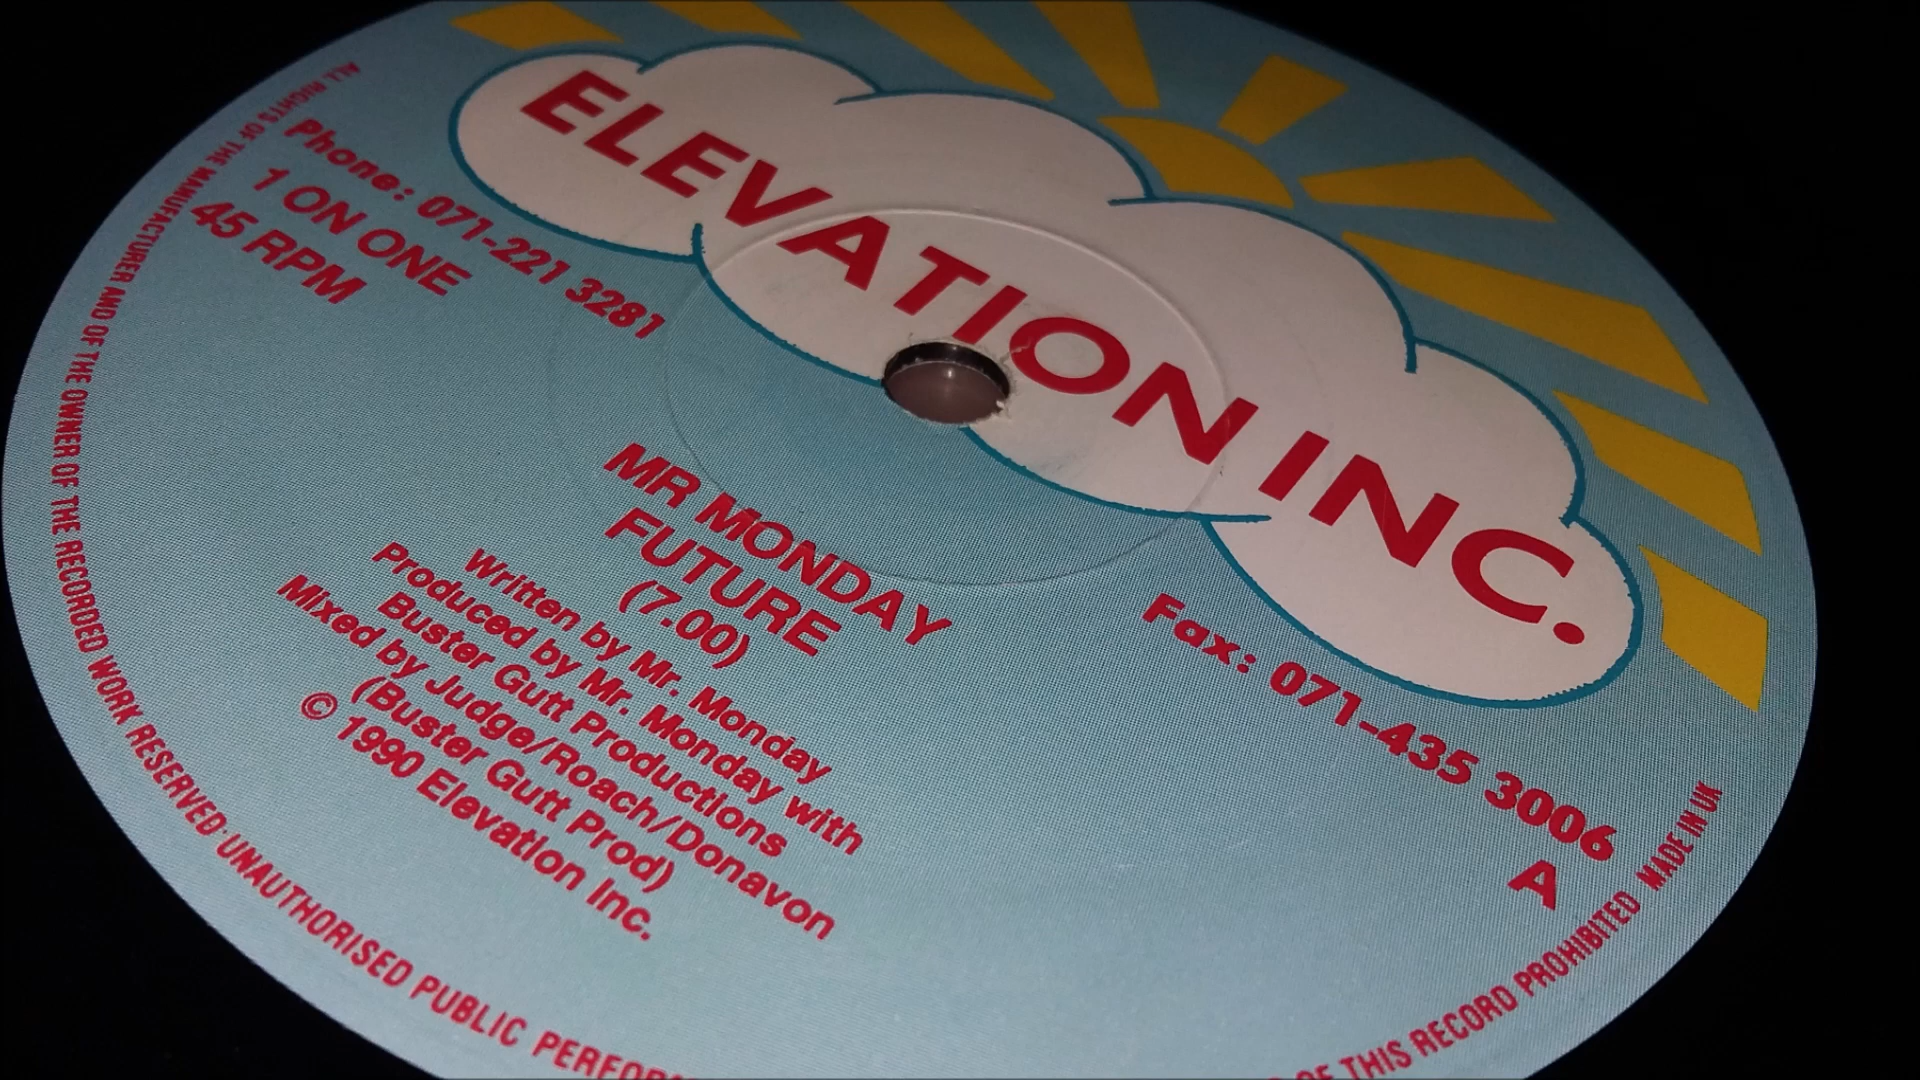 ELEVATION INC.
Phone: 071-221 3281
1 ON ONE
45 RPM
Fax: 071-435 3006
A
MR MONDAY
FUTURE
(7.00)
Written by Mr. Monday
Produced by Mr. Monday with
Buster Gutt Productions
Mixed by Judge/Roach/Donavon
(Buster Gutt Prod)
© 1990 Elevation Inc.
ALL RIGHTS OF THE MANUFACTURER AND OF THE OWNER OF THE RECORDED WORK RESERVED·UNAUTHORISED PUBLIC
OF THIS RECORD PROHIBITED MADE IN UK